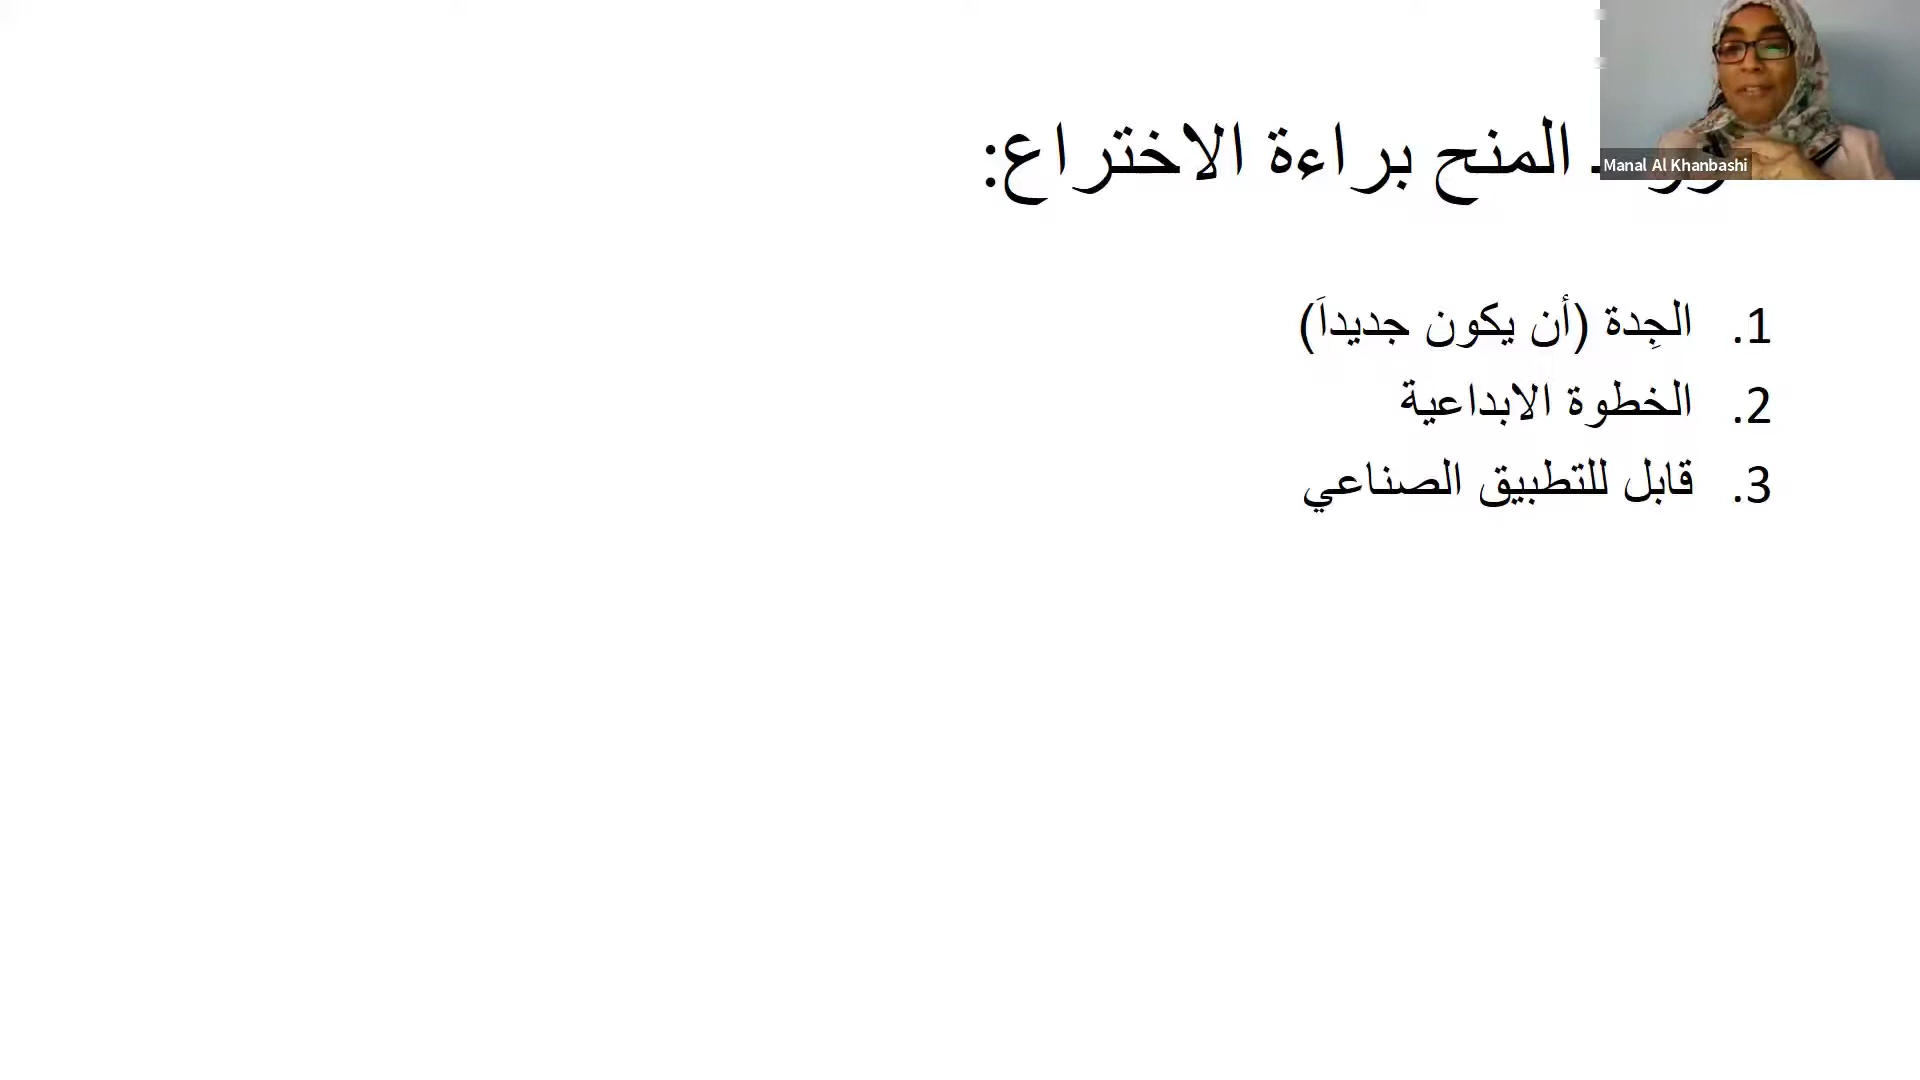 المنح براءة الاختراع:
1. الجِدة (أن يكون جديداَ)
2. الخطوة الابداعية
3. قابل للتطبيق الصناعي
Manal Al Khanbashi